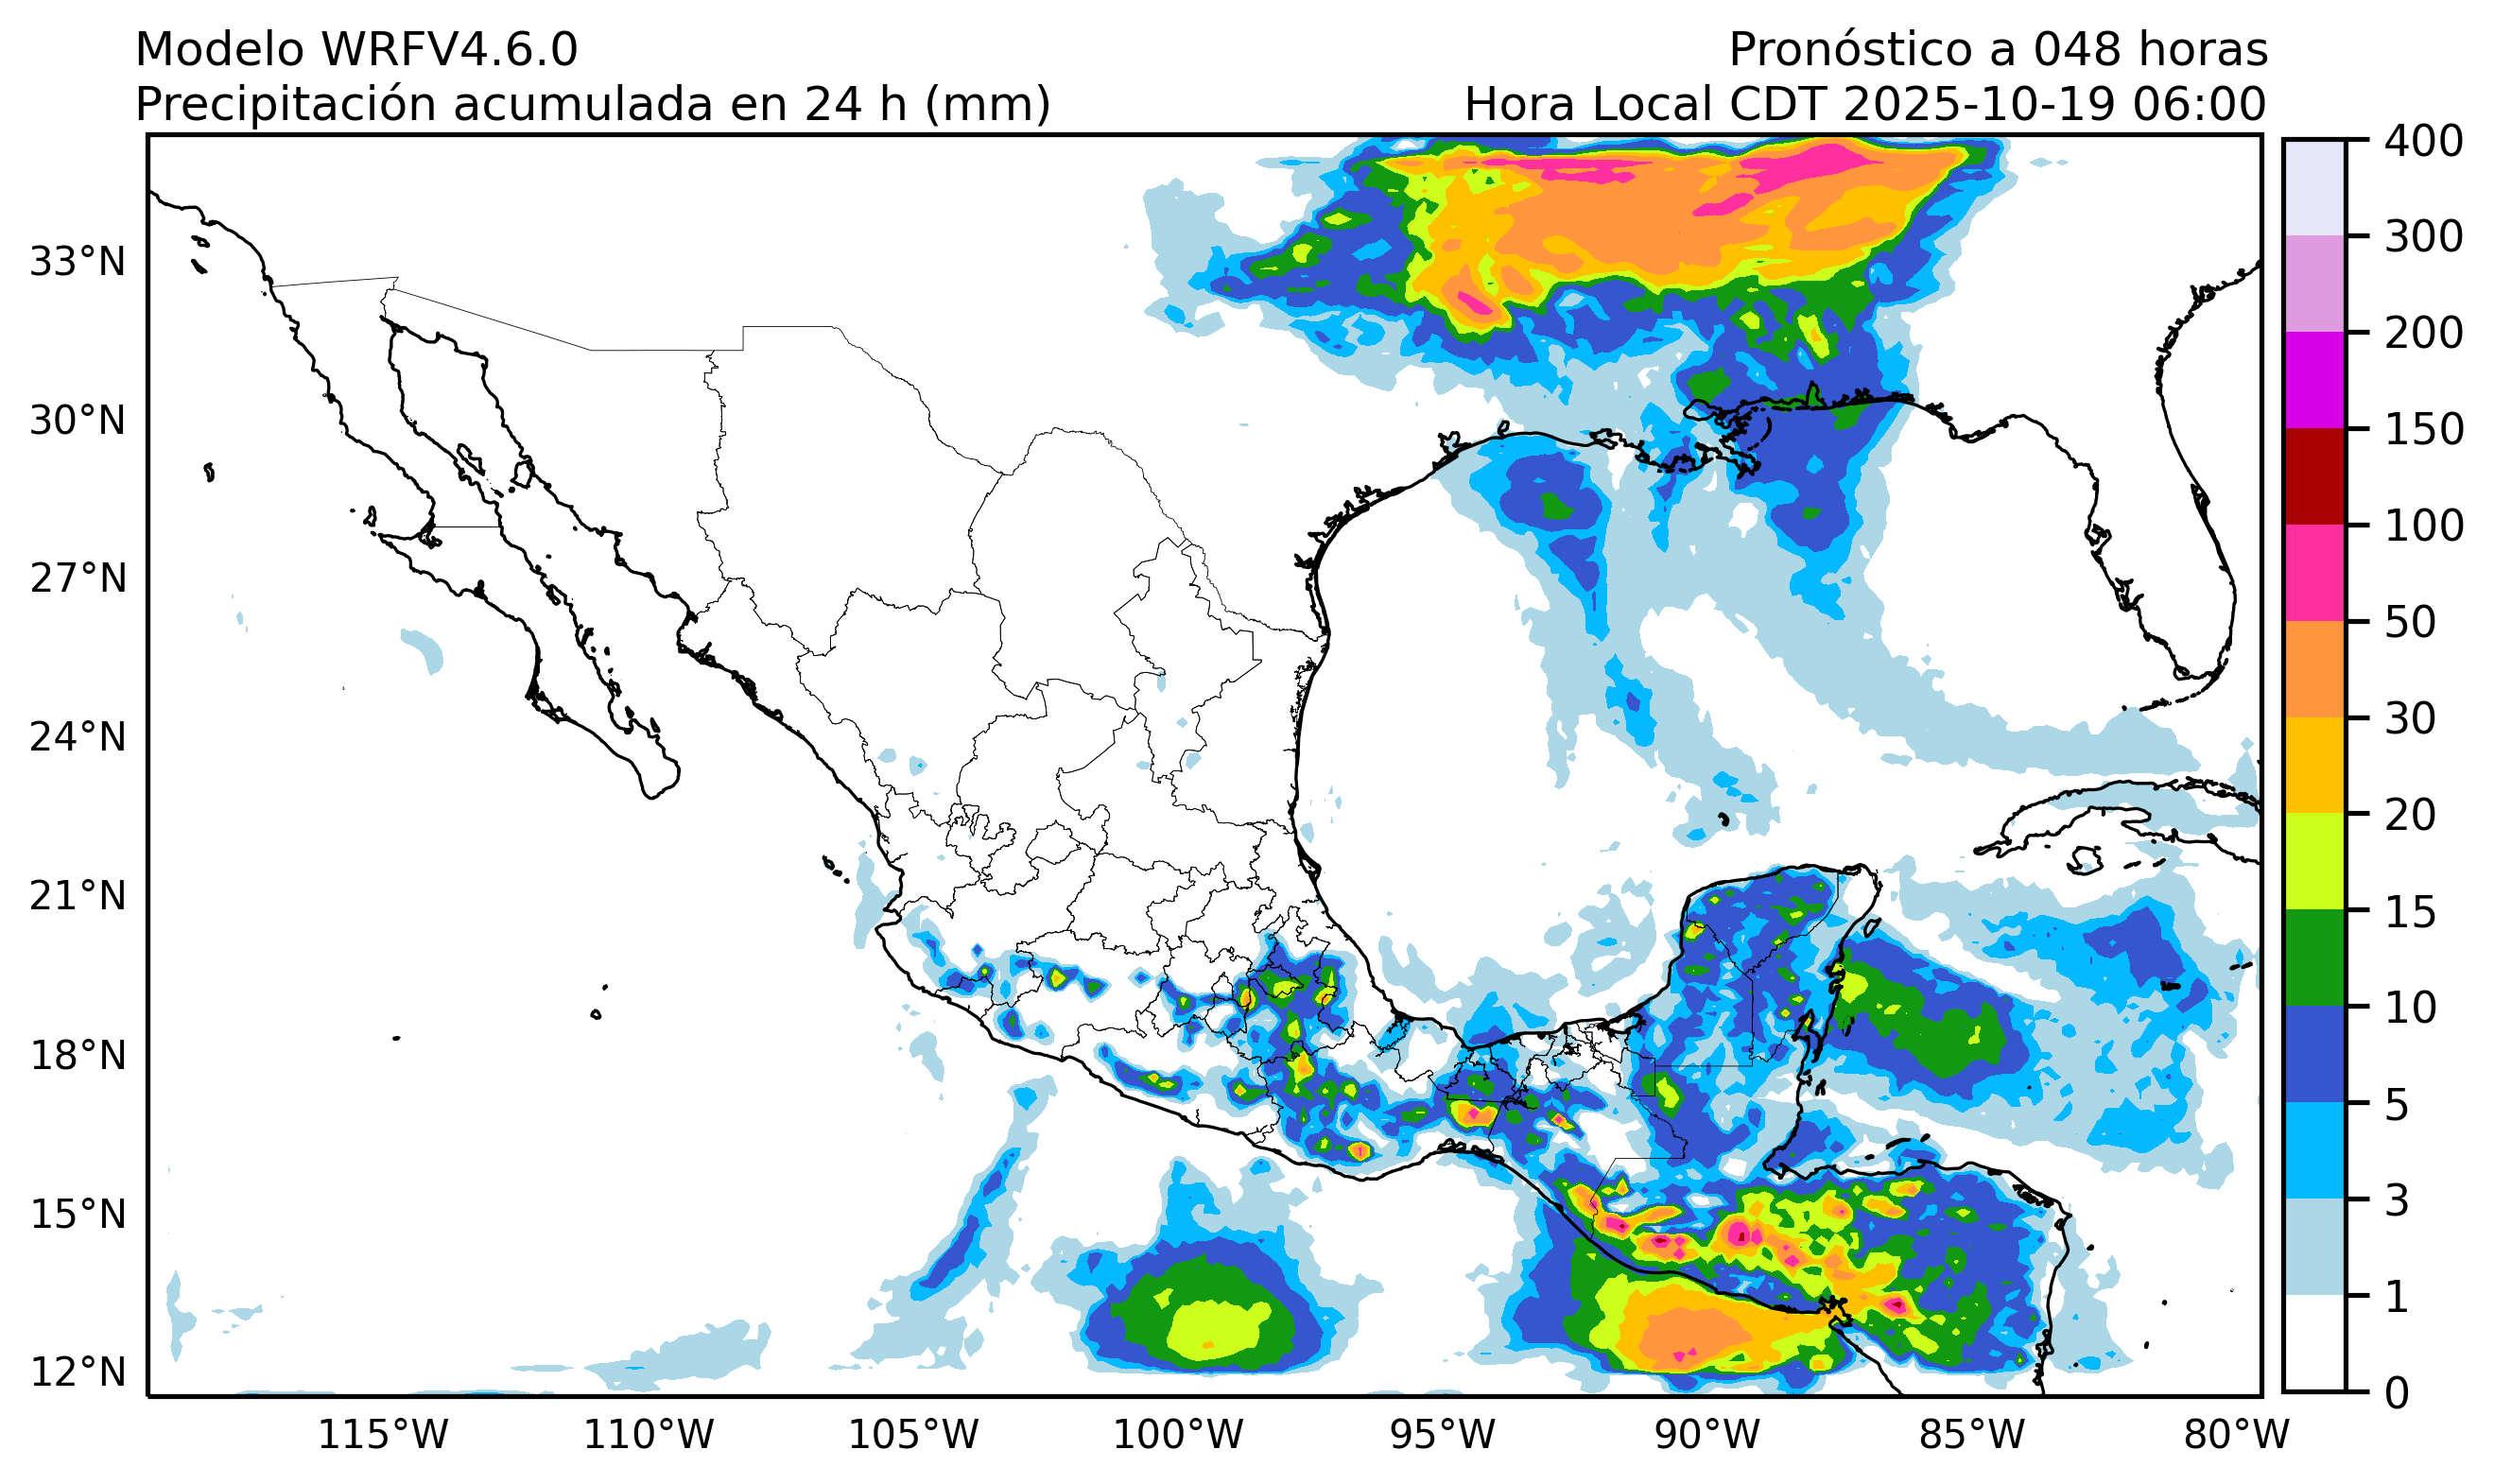 Modelo WRFV4.6.0
Pronóstico a 048 horas
Precipitación acumulada en 24 h (mm)
Hora Local CDT 2025-10-19 06:00
33°N
30°N
27°N
24°N
21°N
18°N
15°N
12°N
115°W
110°W
105°W
100°W
95°W
90°W
85°W
80°W
400
300
200
150
100
50
30
20
15
10
5
3
1
0